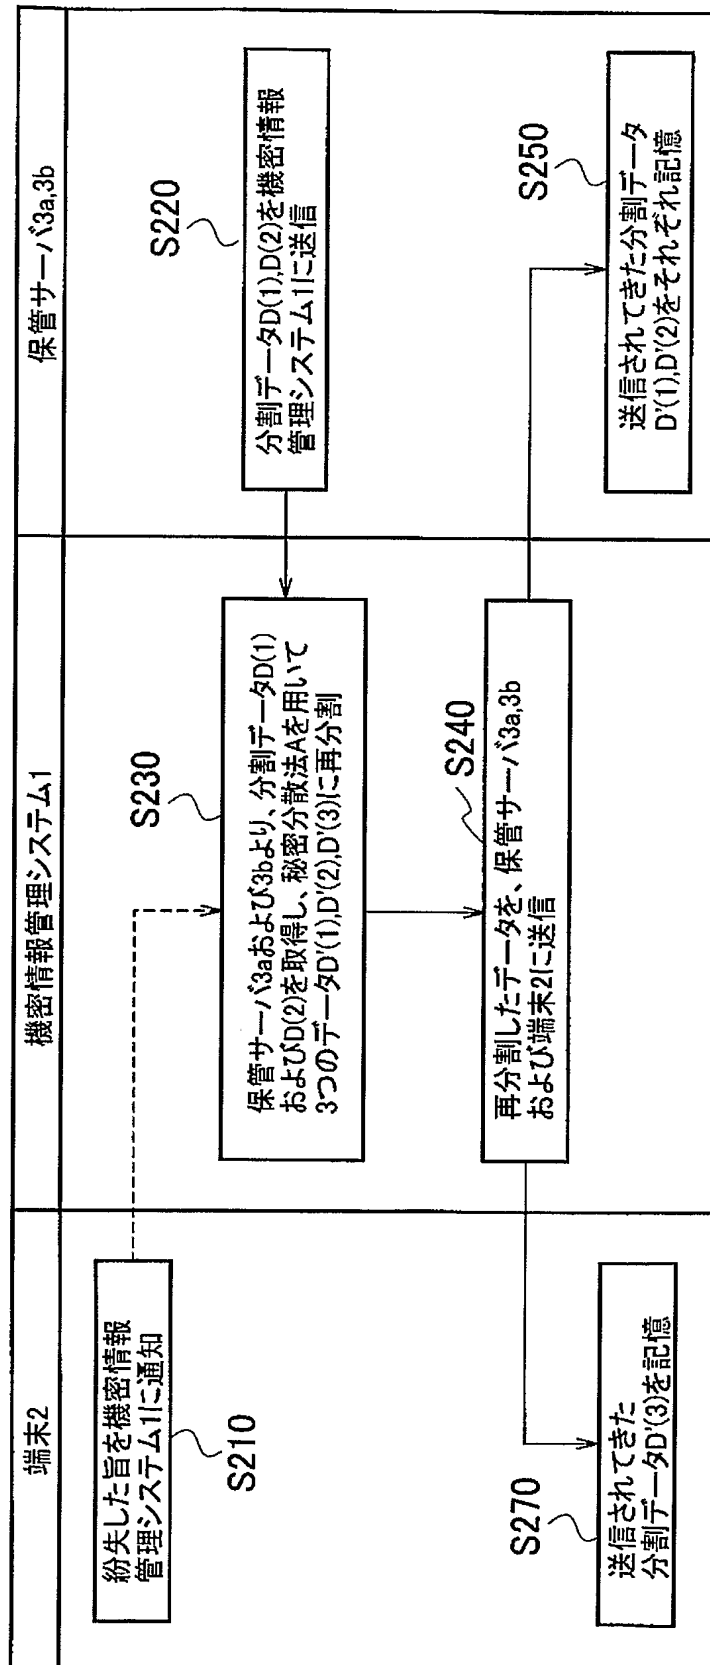 端末2
機密情報管理システム1
保管サーバ3a,3b
紛失した旨を機密情報
管理システム1に通知
S210
S220
分割データD(1),D(2)を機密情報
管理システム1に送信
S230
保管サーバ3aおよび3bより、分割データD(1)
およびD(2)を取得し、秘密分散法Aを用いて
3つのデータD'(1),D'(2),D'(3)に再分割
S240
再分割したデータを、保管サーバ3a,3b
および端末2に送信
S250
送信されてきた分割データ
D'(1),D'(2)をそれぞれ記憶
S270
送信されてきた
分割データD'(3)を記憶